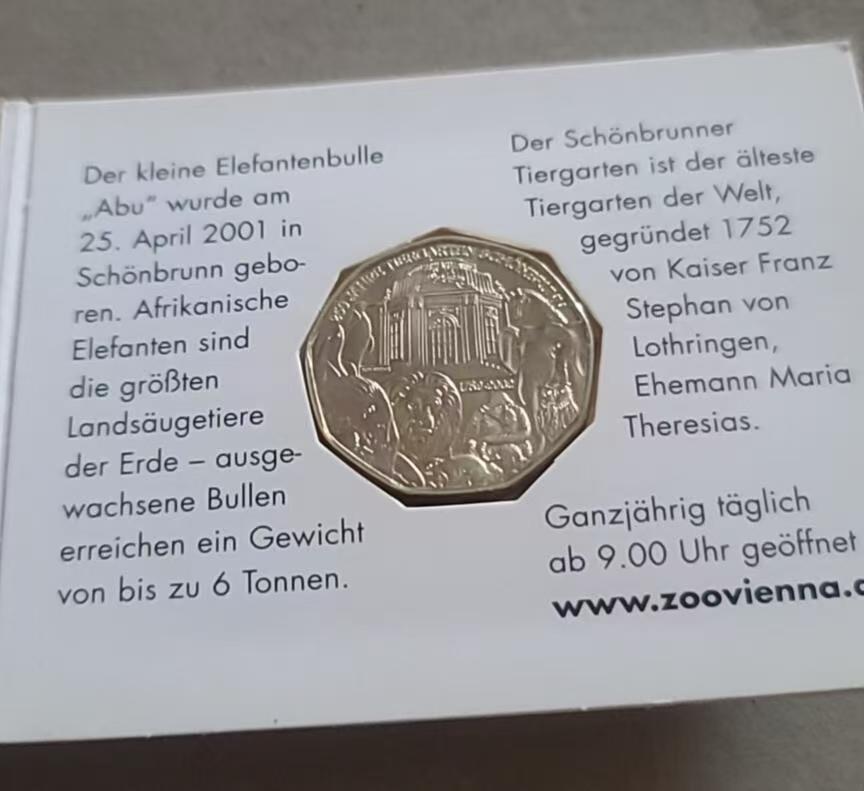 Der kleine Elefantenbulle
„Abu“ wurde am
25. April 2001 in
Schönbrunn gebo-
ren. Afrikanische
Elefanten sind
die größten
Landsäugetiere
der Erde – ausge-
wachsene Bullen
erreichen ein Gewicht
von bis zu 6 Tonnen.
TIERGARTEN SCHÖNBRUNN
Der Schönbrunner
Tiergarten ist der älteste
Tiergarten der Welt,
gegründet 1752
von Kaiser Franz
Stephan von
Lothringen,
Ehemann Maria
Theresias.
Ganzjährig täglich
ab 9.00 Uhr geöffnet
www.zoovienna.